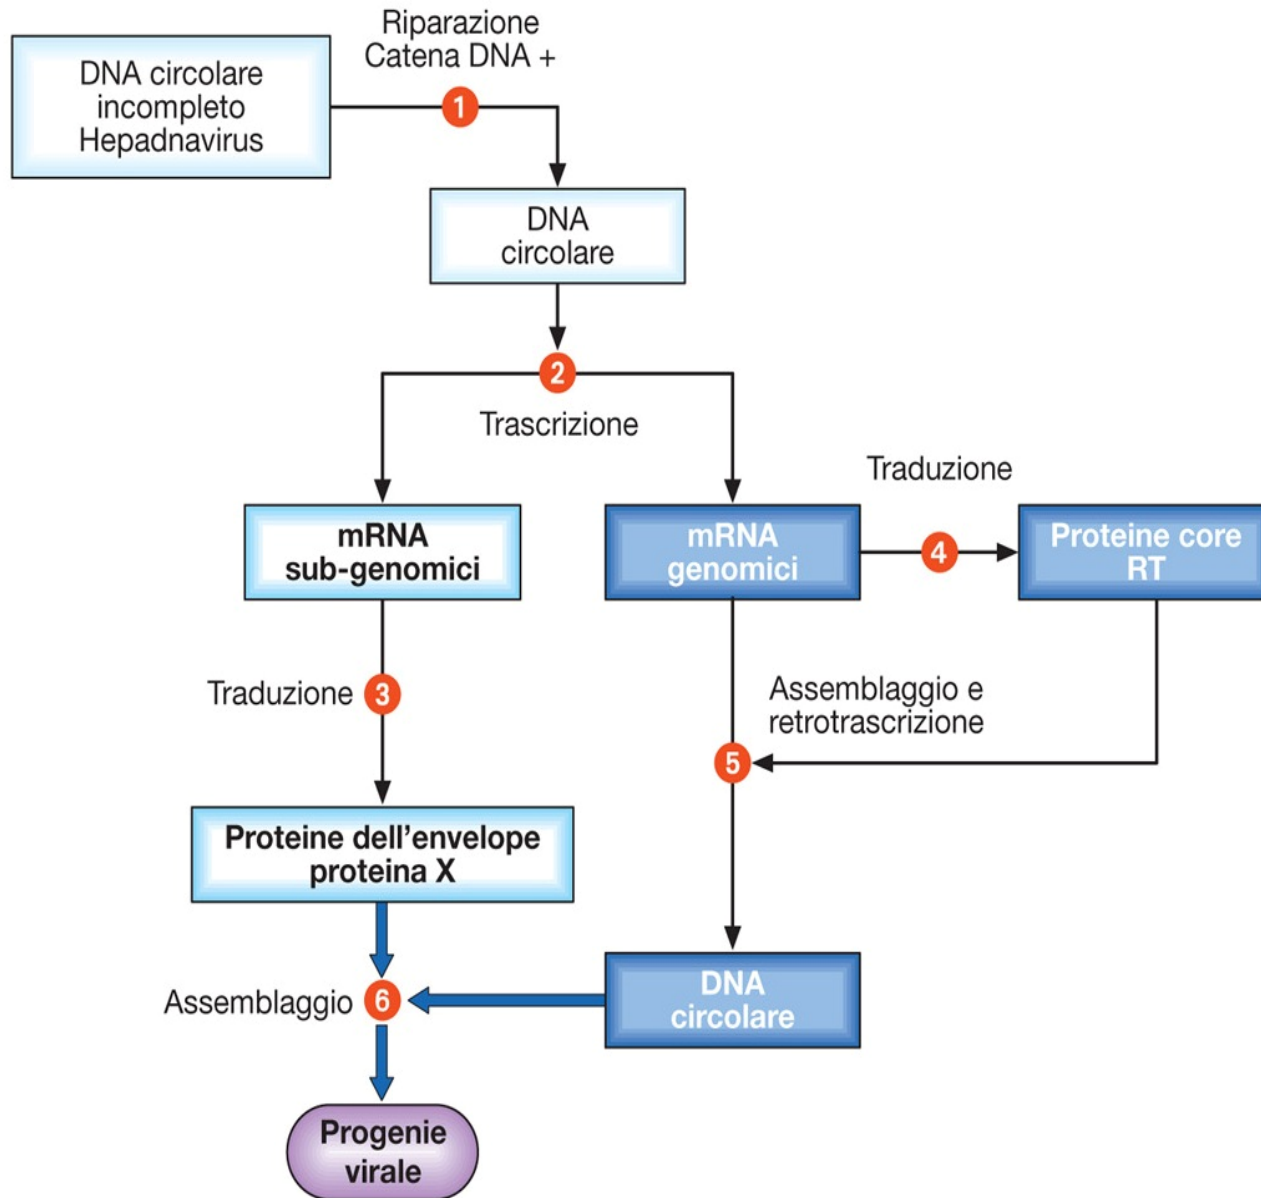 Riparazione
Catena DNA +
DNA circolare
incompleto
Hepadnavirus
1
DNA
circolare
2
Trascrizione
Traduzione
mRNA
sub-genomici
mRNA
genomici
4
Proteine core
RT
Traduzione
3
Assemblaggio e
retrotrascrizione
5
Proteine dell’envelope
proteina X
Assemblaggio
6
DNA
circolare
Progenie
virale